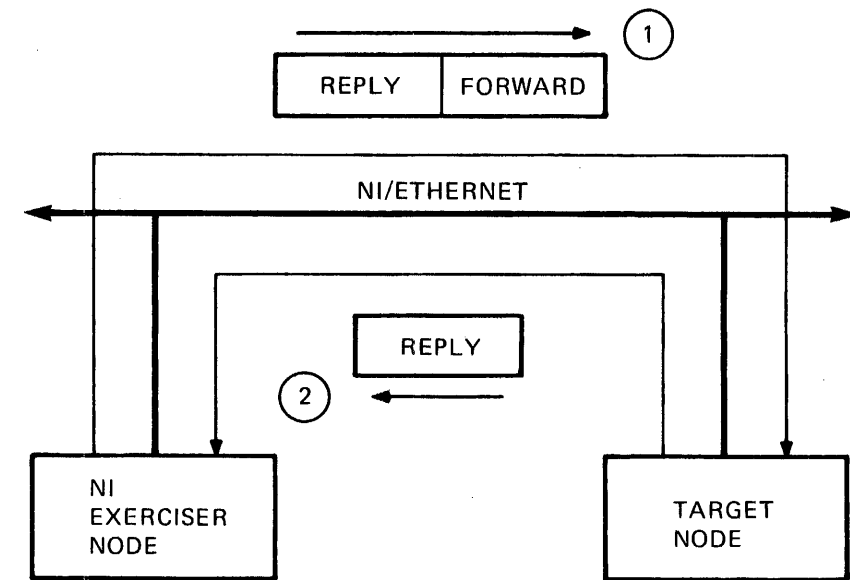 1
REPLY FORWARD
NI/ETHERNET
REPLY
2
NI
EXERCISER
NODE
TARGET
NODE